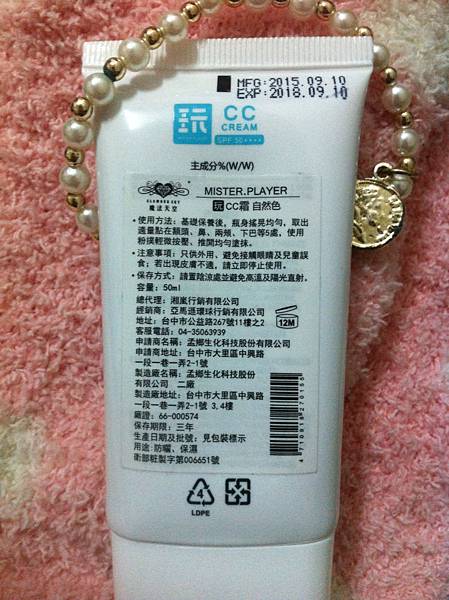 MFG:2015.09.10
EXP:2018.09.10
玩 CC
CREAM
SPF 50++++
主成分%(W/W)
GLAMOUR SKY
魔法天空
MISTER.PLAYER
玩CC霜 自然色
•使用方法：基礎保養後，瓶身搖晃均勻，取出
適量點在額頭、鼻、兩頰、下巴等5處，使用
粉撲輕微按壓、推開均勻塗抹。
•注意事項：只供外用，避免接觸眼睛及兒童誤
食；若出現皮膚不適，請立即停止使用。
•保存方式：請置陰涼處並避免高溫及陽光直射。
容量：50ml
總代理：湘嵐行銷有限公司
經銷商：亞馬遜環球行銷有限公司
地址：台中市公益路267號11樓之2
客服電話：04-35063939
12M
申請商名稱：孟鄉生化科技股份有限公司
申請商地址：台中市大里區中興路
一段一巷一弄2-1號
製造廠名稱：孟鄉生化科技股份
有限公司 二廠
製造廠地址：台中市大里區中興路
一段一巷一弄2-1號 3,4樓
廠證：66-000574
保存期限：三年
生產日期及批號：見包裝標示
用途:防曬、保濕
衛部粧製字第006651號
4710818270165
4
LDPE